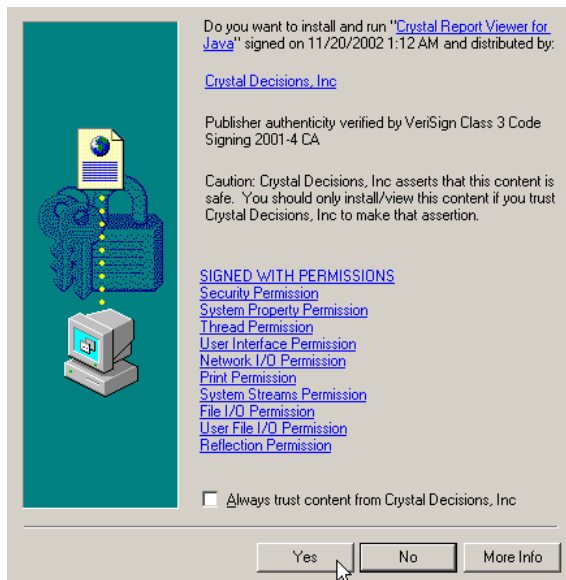 Do you want to install and run "Crystal Report Viewer for
Java" signed on 11/20/2002 1:12 AM and distributed by:
Crystal Decisions, Inc
Publisher authenticity verified by VeriSign Class 3 Code
Signing 2001-4 CA
Caution: Crystal Decisions, Inc asserts that this content is
safe. You should only install/view this content if you trust
Crystal Decisions, Inc to make that assertion.
SIGNED WITH PERMISSIONS
Security Permission
System Property Permission
Thread Permission
User Interface Permission
Network I/O Permission
Print Permission
System Streams Permission
File I/O Permission
User File I/O Permission
Reflection Permission
Always trust content from Crystal Decisions, Inc
Yes No More Info